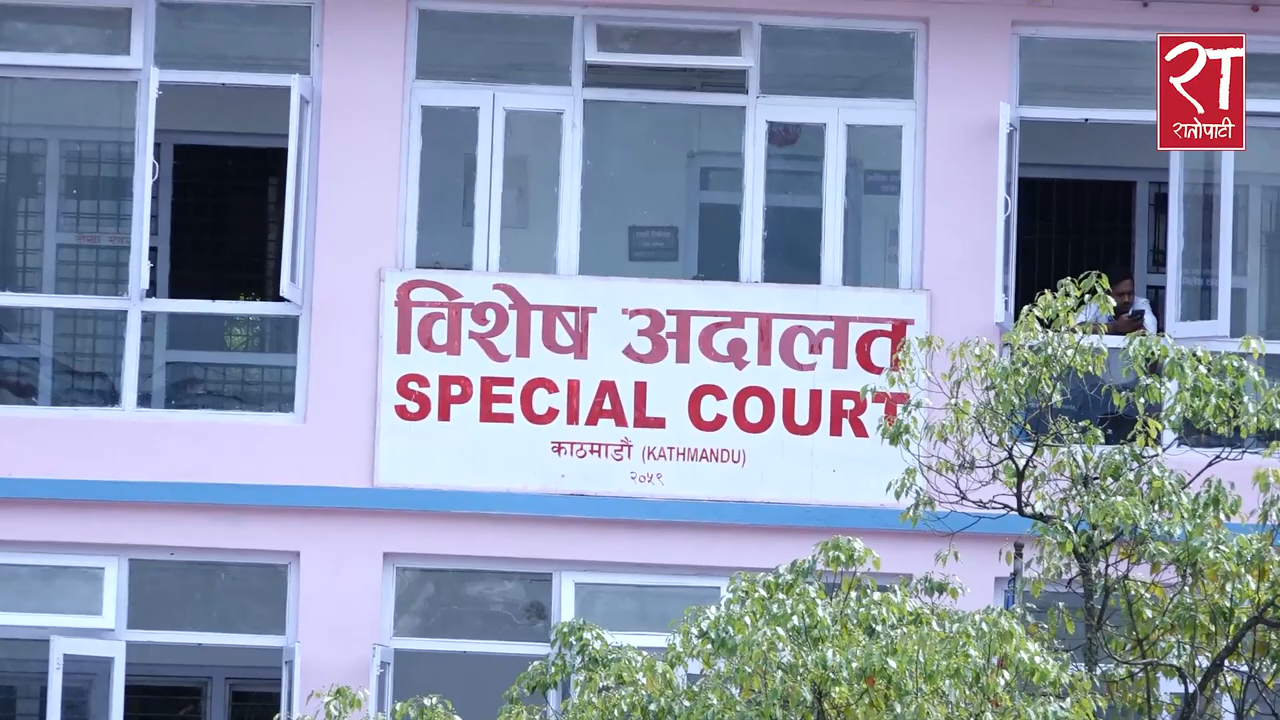 रा
रातोपाटी
विशेष अदालत
SPECIAL COURT
काठमाडौं (KATHMANDU)
२०५९